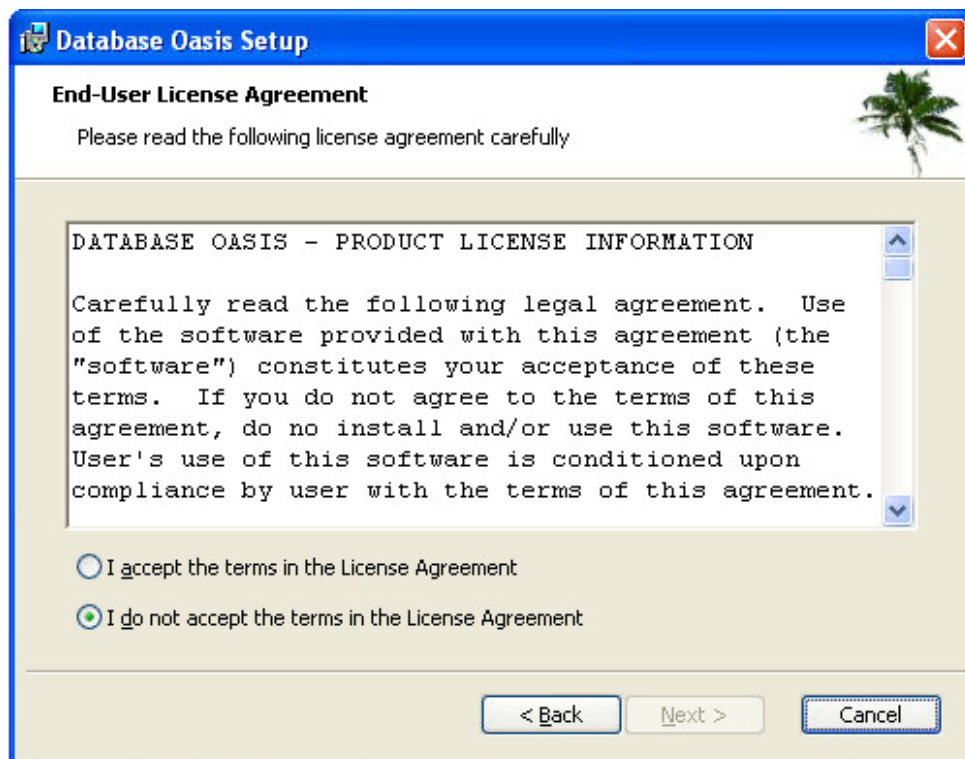 Database Oasis Setup
End-User License Agreement
Please read the following license agreement carefully
DATABASE OASIS - PRODUCT LICENSE INFORMATION
Carefully read the following legal agreement.  Use
of the software provided with this agreement (the
"software") constitutes your acceptance of these
terms.  If you do not agree to the terms of this
agreement, do no install and/or use this software.
User's use of this software is conditioned upon
compliance by user with the terms of this agreement.
I accept the terms in the License Agreement
I do not accept the terms in the License Agreement
< Back
Next >
Cancel